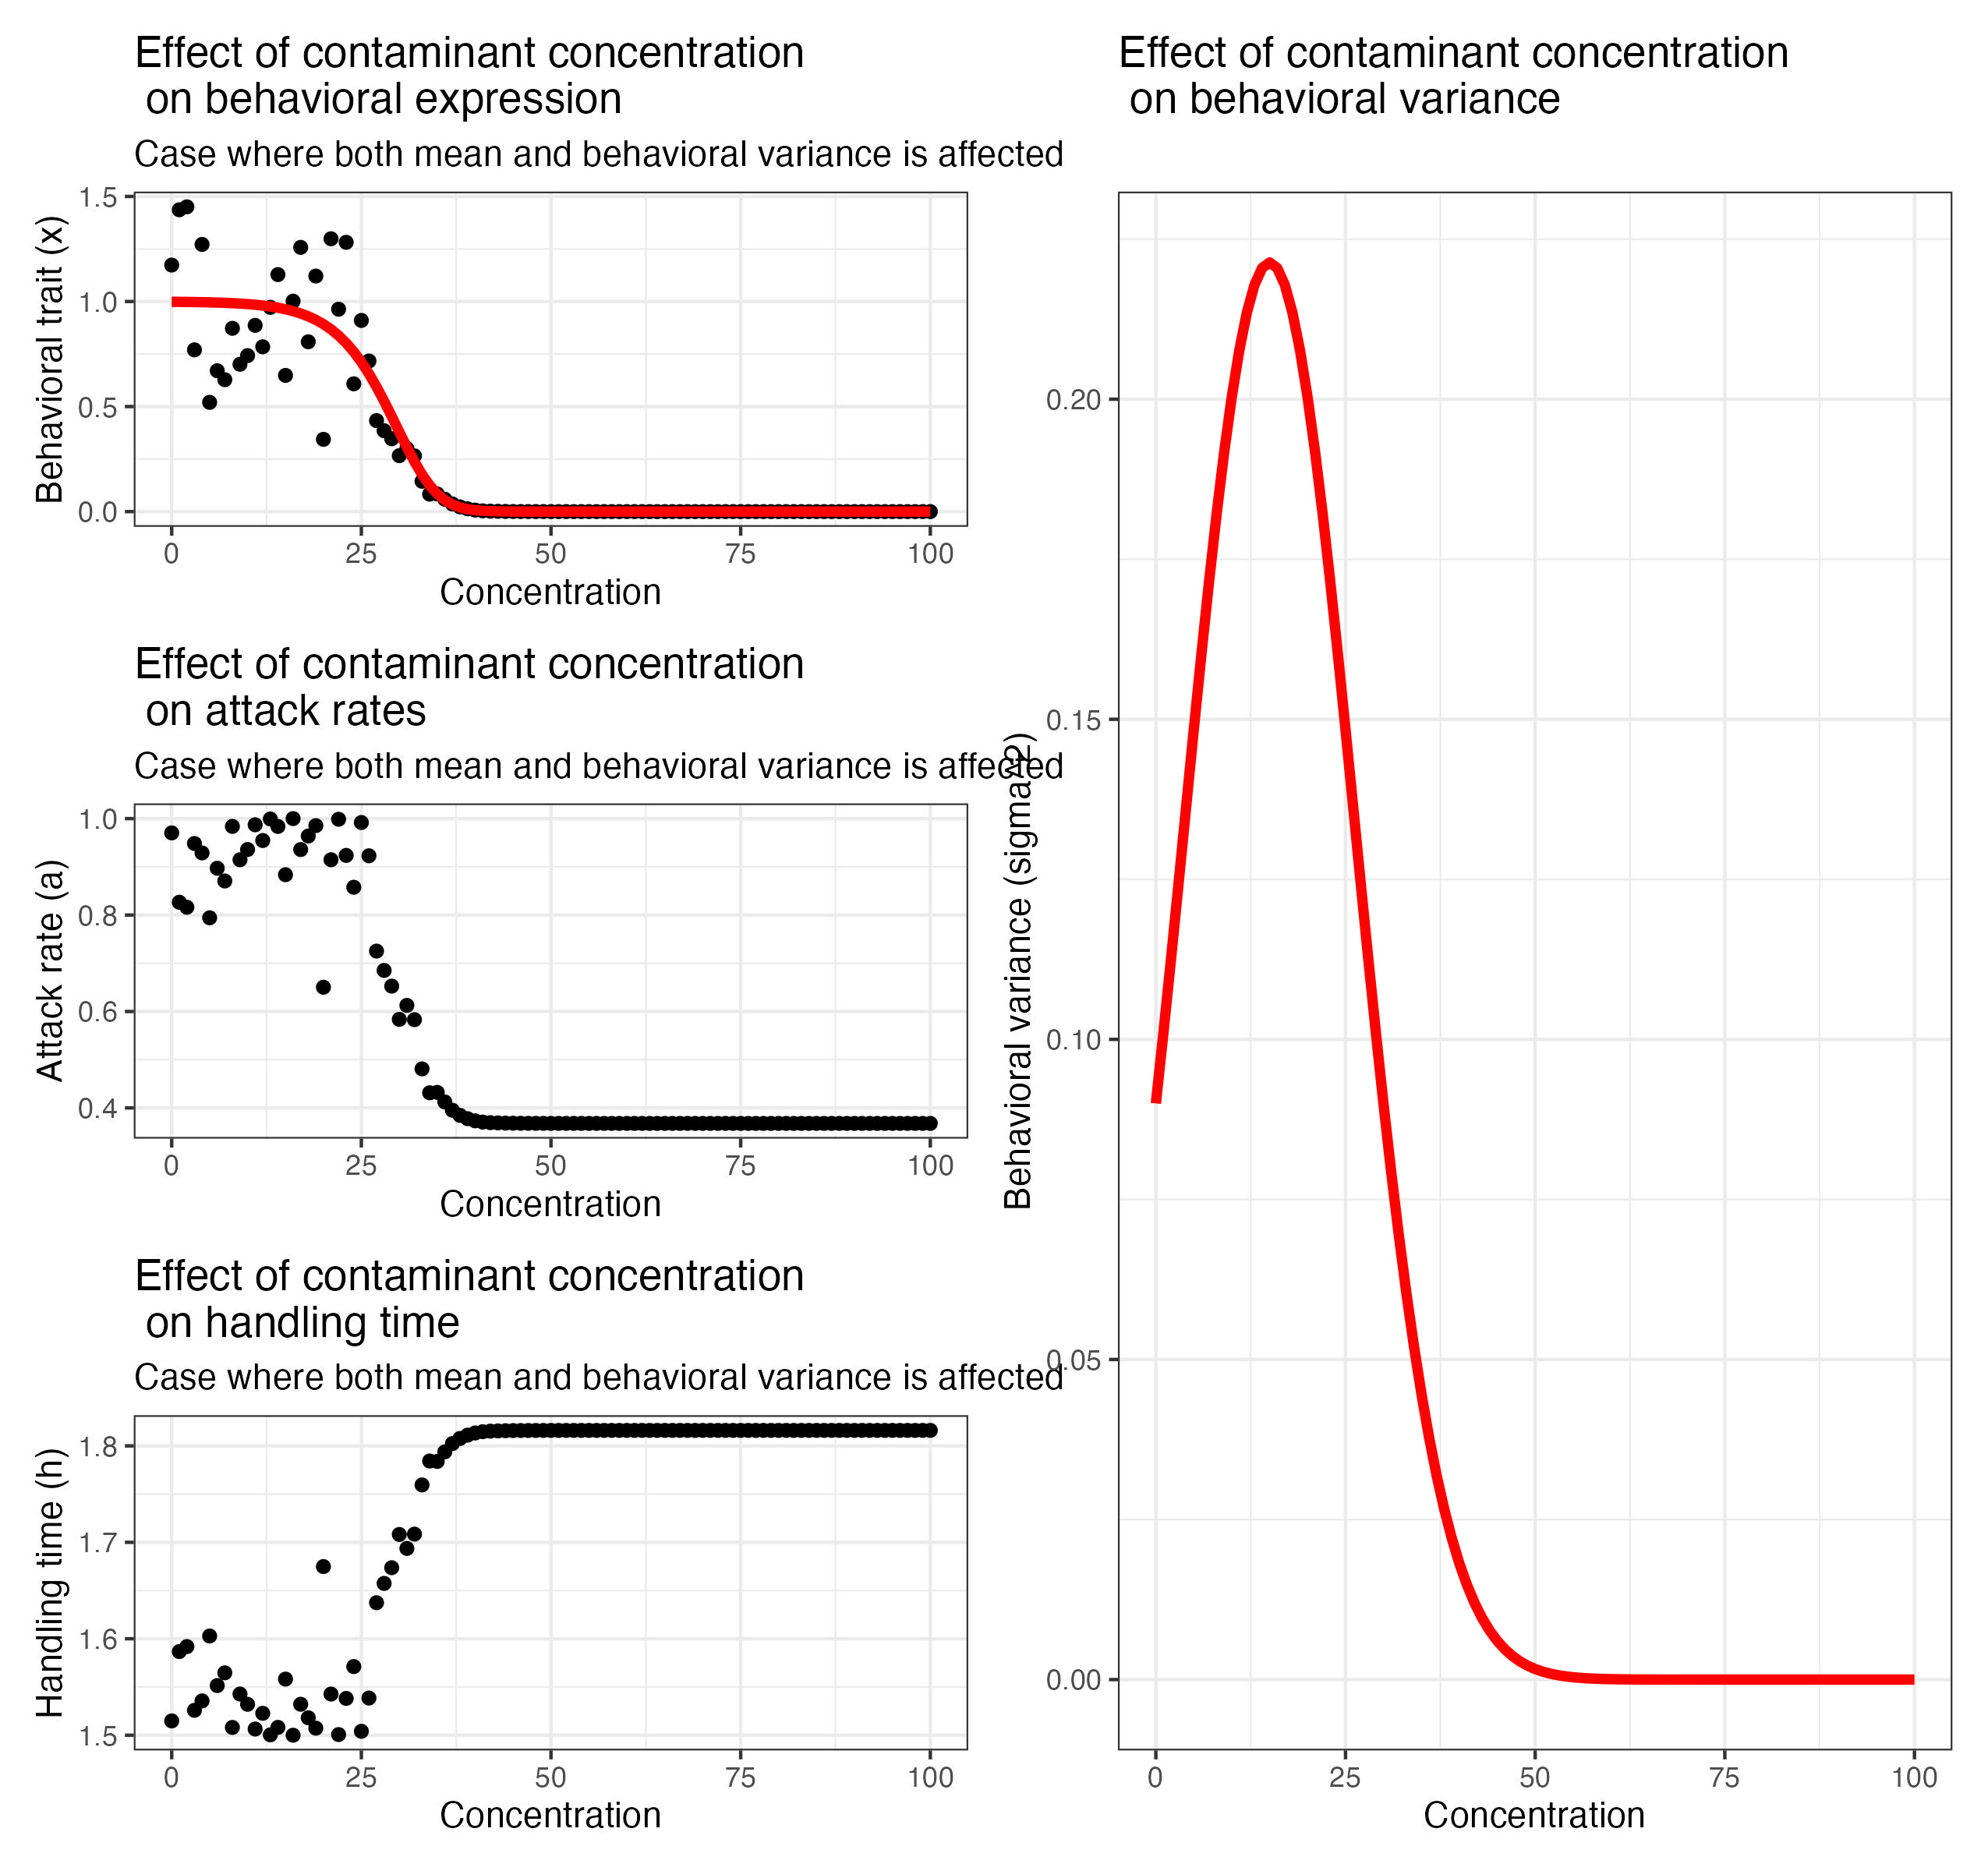 Effect of contaminant concentration
on behavioral expression
Case where both mean and behavioral variance is affected
Behavioral trait (x)
1.5
1.0
0.5
0.0
0 25 50 75 100
Concentration
Effect of contaminant concentration
on attack rates
Case where both mean and behavioral variance is affected
Attack rate (a)
1.0
0.8
0.6
0.4
0 25 50 75 100
Concentration
Effect of contaminant concentration
on handling time
Case where both mean and behavioral variance is affected
Handling time (h)
1.8
1.7
1.6
1.5
0 25 50 75 100
Concentration
Effect of contaminant concentration
on behavioral variance
Behavioral variance (sigma^2)
0.20
0.15
0.10
0.05
0.00
0 25 50 75 100
Concentration